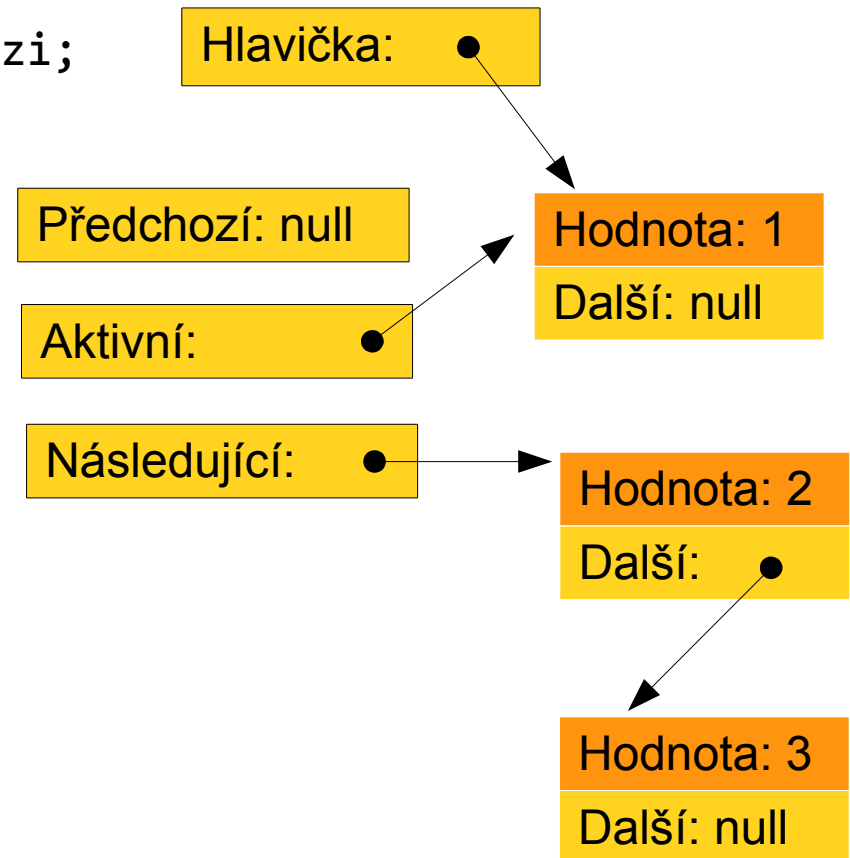 zi;
Hlavička:
Předchozí: null
Hodnota: 1
Další: null
Aktivní:
Následující:
Hodnota: 2
Další:
Hodnota: 3
Další: null